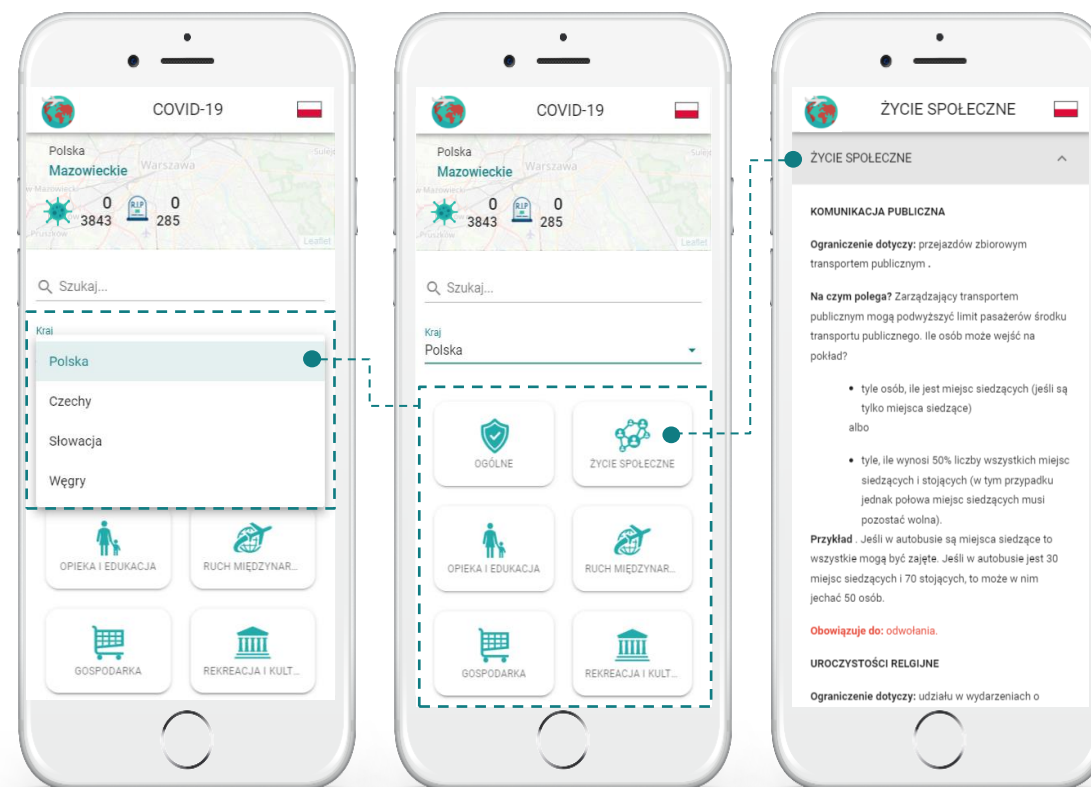 COVID-19
Polska
Mazowieckie
Warszawa
w Mazowiecki
0
3843
RIP
0
285
Pruszków
Leaflet
Szukaj...
Kraj
Polska
Czechy
Słowacja
Węgry
OPIEKA I EDUKACJA
RUCH MIĘDZYNAR...
GOSPODARKA
REKREACJA I KULT...
COVID-19
Polska
Mazowieckie
Warszawa
0
3843
RIP
0
285
Pruszków
Leaflet
Szukaj...
Kraj
Polska
OGÓLNE
ŻYCIE SPOŁECZNE
OPIEKA I EDUKACJA
RUCH MIĘDZYNAR...
GOSPODARKA
REKREACJA I KULT...
ŻYCIE SPOŁECZNE
ŻYCIE SPOŁECZNE
KOMUNIKACJA PUBLICZNA
Ograniczenie dotyczy: przejazdów zbiorowym
transportem publicznym .
Na czym polega? Zarządzający transportem
publicznym mogą podwyższyć limit pasażerów środku
transportu publicznego. Ile osób może wejść na
pokład?
• tyle osób, ile jest miejsc siedzących (jeśli są
tylko miejsca siedzące)
albo
• tyle, ile wynosi 50% liczby wszystkich miejsc
siedzących i stojących (w tym przypadku
jednak połowa miejsc siedzących musi
pozostać wolna).
Przykład . Jeśli w autobusie są miejsca siedzące to
wszystkie mogą być zajęte. Jeśli w autobusie jest 30
miejsc siedzących i 70 stojących, to może w nim
jechać 50 osób.
Obowiązuje do: odwołania.
UROCZYSTOŚCI RELGIJNE
Ograniczenie dotyczy: udziału w wydarzeniach o